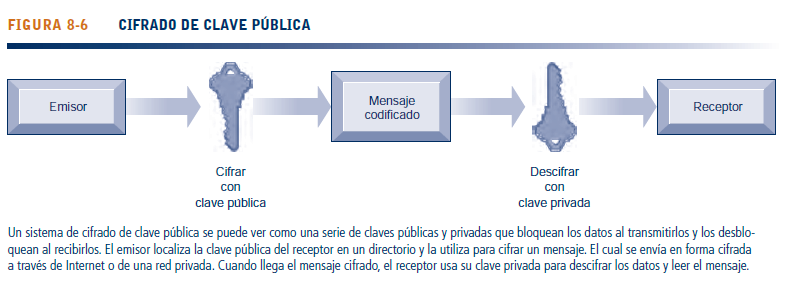 FIGURA 8-6 CIFRADO DE CLAVE PÚBLICA
Emisor
Mensaje
codificado
Receptor
Cifrar
con
clave pública
Descifrar
con
clave privada
Un sistema de cifrado de clave pública se puede ver como una serie de claves públicas y privadas que bloquean los datos al transmitirlos y los desblo-
quean al recibirlos. El emisor localiza la clave pública del receptor en un directorio y la utiliza para cifrar un mensaje. El cual se envía en forma cifrada
a través de Internet o de una red privada. Cuando llega el mensaje cifrado, el receptor usa su clave privada para descifrar los datos y leer el mensaje.